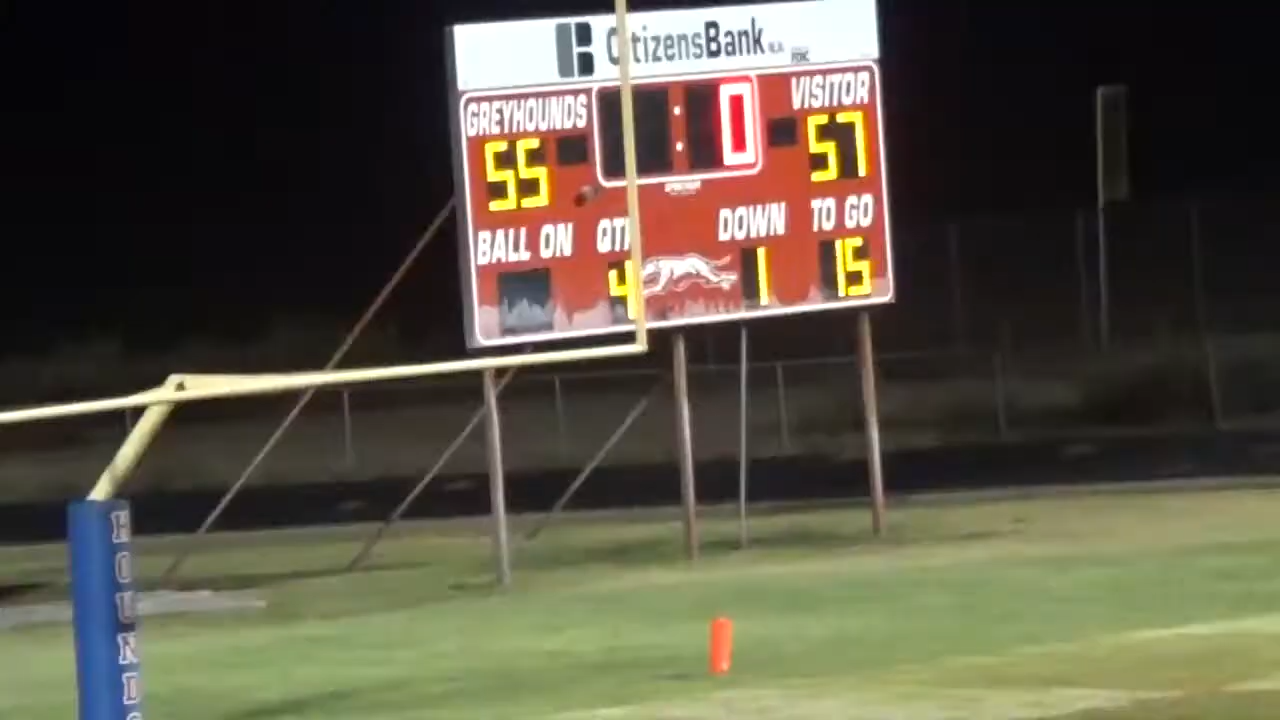 CitizensBank N.A.
GREYHOUNDS : 0 VISITOR
55 57
BALL ON QTR DOWN TO GO
4 1 15
HOUNDS